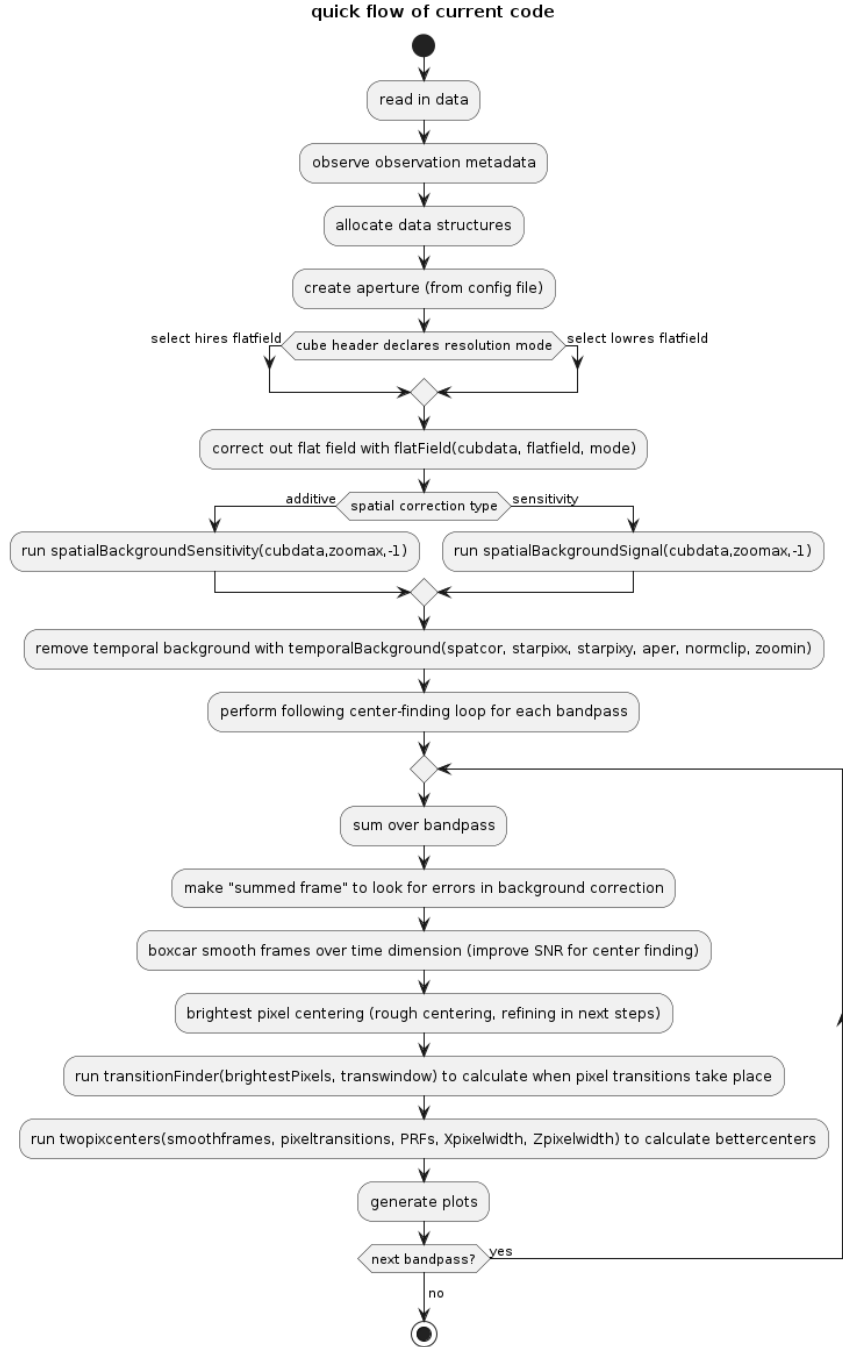 quick flow of current code
read in data
observe observation metadata
allocate data structures
create aperture (from config file)
select hires flatfield
cube header declares resolution mode
select lowres flatfield
correct out flat field with flatField(cubdata, flatfield, mode)
additive
spatial correction type
sensitivity
run spatialBackgroundSensitivity(cubdata,zoomax,-1)
run spatialBackgroundSignal(cubdata,zoomax,-1)
remove temporal background with temporalBackground(spatcor, starpixx, starpixy, aper, normclip, zoomin)
perform following center-finding loop for each bandpass
sum over bandpass
make "summed frame" to look for errors in background correction
boxcar smooth frames over time dimension (improve SNR for center finding)
brightest pixel centering (rough centering, refining in next steps)
run transitionFinder(brightestPixels, transwindow) to calculate when pixel transitions take place
run twopixcenters(smoothframes, pixeltransitions, PRFs, Xpixelwidth, Zpixelwidth) to calculate bettercenters
generate plots
next bandpass?
yes
no